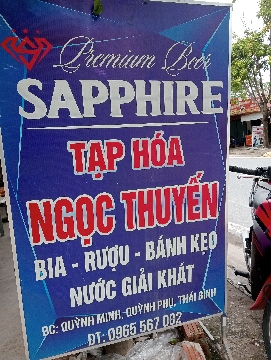 Premium Beer
SAPPHIRE
TẠP HÓA
NGỌC THUYẾN
BIA - RƯỢU - BÁNH KẸO
NƯỚC GIẢI KHÁT
ĐC: QUỲNH MINH, QUỲNH PHỤ, THÁI BÌNH
ĐT: 0965 567 092